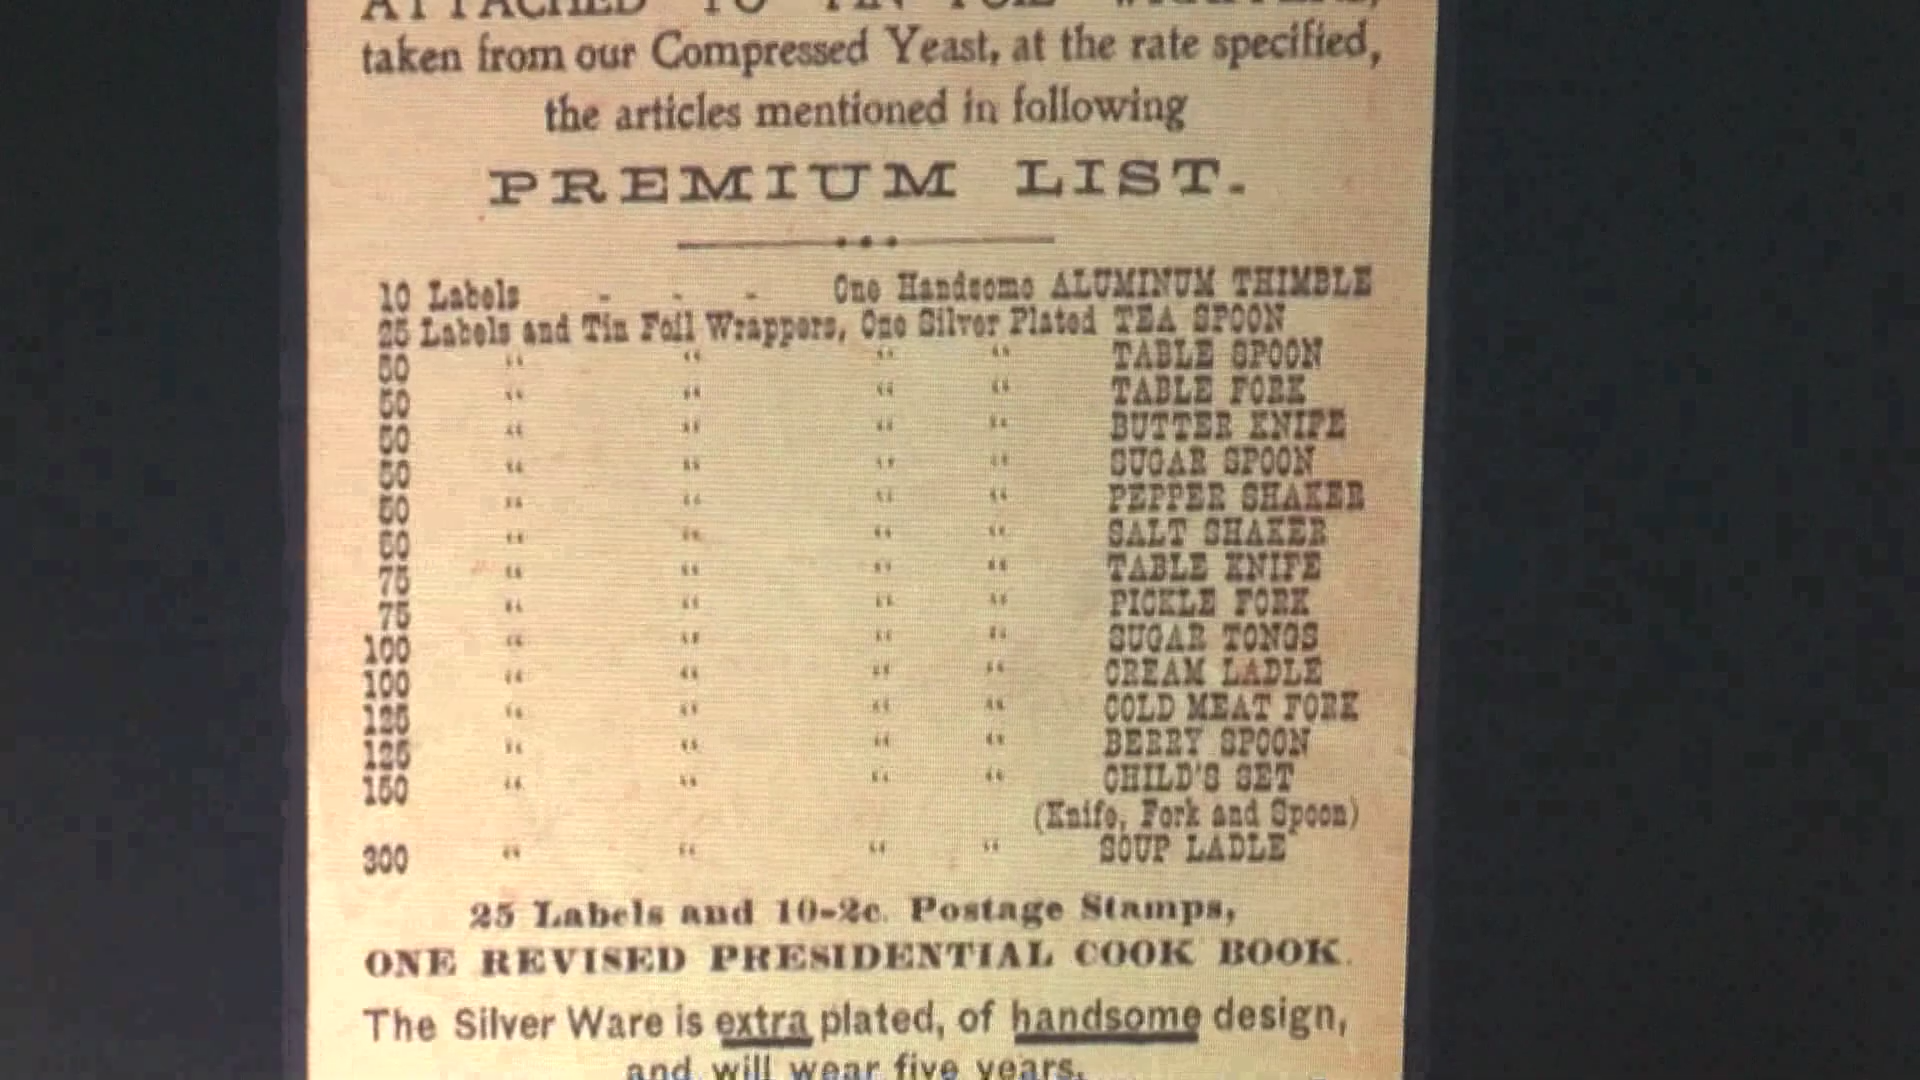 ATTACHED TO TIN FOIL WRAPPERS,
taken from our Compressed Yeast, at the rate specified,
the articles mentioned in following
PREMIUM LIST.
10 Labels - - - One Handsome ALUMINUM THIMBLE
25 Labels and Tin Foil Wrappers, One Silver Plated TEA SPOON
50 " " " " TABLE SPOON
50 " " " " TABLE FORK
50 " " " " BUTTER KNIFE
50 " " " " SUGAR SPOON
50 " " " " PEPPER SHAKER
50 " " " " SALT SHAKER
75 " " " " TABLE KNIFE
75 " " " " PICKLE FORK
100 " " " " SUGAR TONGS
100 " " " " CREAM LADLE
125 " " " " COLD MEAT FORK
125 " " " " BERRY SPOON
150 " " " " CHILD'S SET
(Knife, Fork and Spoon)
300 " " " " SOUP LADLE
25 Labels and 10-2c. Postage Stamps,
ONE REVISED PRESIDENTIAL COOK BOOK.
The Silver Ware is extra plated, of handsome design,
and will wear five years.